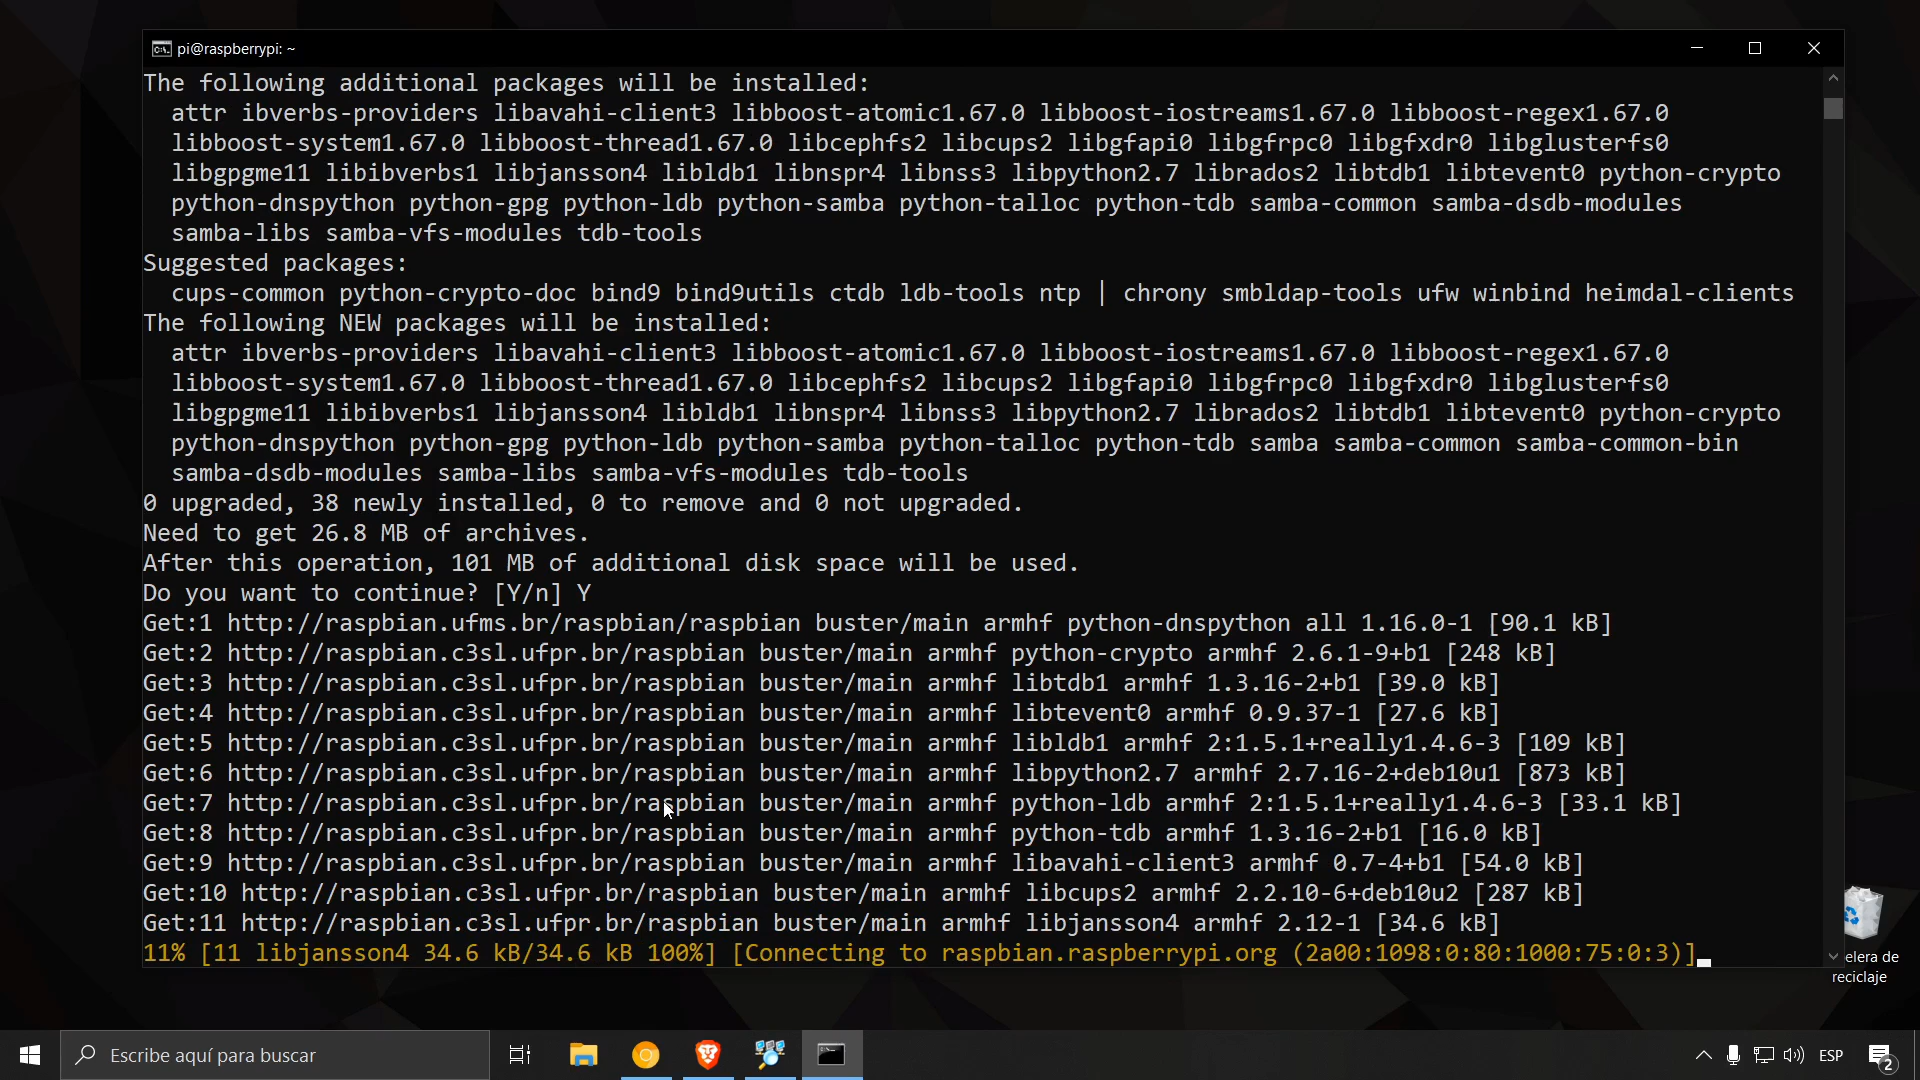 pi@raspberrypi: ~
The following additional packages will be installed:
attr ibverbs-providers libavahi-client3 libboost-atomic1.67.0 libboost-iostreams1.67.0 libboost-regex1.67.0
libboost-system1.67.0 libboost-thread1.67.0 libcephfs2 libcups2 libgfapi0 libgfrpc0 libgfxdr0 libglusterfs0
libgpgme11 libibverbs1 libjansson4 libldb1 libnspr4 libnss3 libpython2.7 librados2 libtdb1 libtevent0 python-crypto
python-dnspython python-gpg python-ldb python-samba python-talloc python-tdb samba-common samba-dsdb-modules
samba-libs samba-vfs-modules tdb-tools
Suggested packages:
cups-common python-crypto-doc bind9 bind9utils ctdb ldb-tools ntp | chrony smbldap-tools ufw winbind heimdal-clients
The following NEW packages will be installed:
attr ibverbs-providers libavahi-client3 libboost-atomic1.67.0 libboost-iostreams1.67.0 libboost-regex1.67.0
libboost-system1.67.0 libboost-thread1.67.0 libcephfs2 libcups2 libgfapi0 libgfrpc0 libgfxdr0 libglusterfs0
libgpgme11 libibverbs1 libjansson4 libldb1 libnspr4 libnss3 libpython2.7 librados2 libtdb1 libtevent0 python-crypto
python-dnspython python-gpg python-ldb python-samba python-talloc python-tdb samba samba-common samba-common-bin
samba-dsdb-modules samba-libs samba-vfs-modules tdb-tools
0 upgraded, 38 newly installed, 0 to remove and 0 not upgraded.
Need to get 26.8 MB of archives.
After this operation, 101 MB of additional disk space will be used.
Do you want to continue? [Y/n] Y
Get:1 http://raspbian.ufms.br/raspbian/raspbian buster/main armhf python-dnspython all 1.16.0-1 [90.1 kB]
Get:2 http://raspbian.c3sl.ufpr.br/raspbian buster/main armhf python-crypto armhf 2.6.1-9+b1 [248 kB]
Get:3 http://raspbian.c3sl.ufpr.br/raspbian buster/main armhf libtdb1 armhf 1.3.16-2+b1 [39.0 kB]
Get:4 http://raspbian.c3sl.ufpr.br/raspbian buster/main armhf libtevent0 armhf 0.9.37-1 [27.6 kB]
Get:5 http://raspbian.c3sl.ufpr.br/raspbian buster/main armhf libldb1 armhf 2:1.5.1+really1.4.6-3 [109 kB]
Get:6 http://raspbian.c3sl.ufpr.br/raspbian buster/main armhf libpython2.7 armhf 2.7.16-2+deb10u1 [873 kB]
Get:7 http://raspbian.c3sl.ufpr.br/raspbian buster/main armhf python-ldb armhf 2:1.5.1+really1.4.6-3 [33.1 kB]
Get:8 http://raspbian.c3sl.ufpr.br/raspbian buster/main armhf python-tdb armhf 1.3.16-2+b1 [16.0 kB]
Get:9 http://raspbian.c3sl.ufpr.br/raspbian buster/main armhf libavahi-client3 armhf 0.7-4+b1 [54.0 kB]
Get:10 http://raspbian.c3sl.ufpr.br/raspbian buster/main armhf libcups2 armhf 2.2.10-6+deb10u2 [287 kB]
Get:11 http://raspbian.c3sl.ufpr.br/raspbian buster/main armhf libjansson4 armhf 2.12-1 [34.6 kB]
11% [11 libjansson4 34.6 kB/34.6 kB 100%] [Connecting to raspbian.raspberrypi.org (2a00:1098:0:80:1000:75:0:3)]
elera de
reciclaje
Escribe aquí para buscar
ESP
2